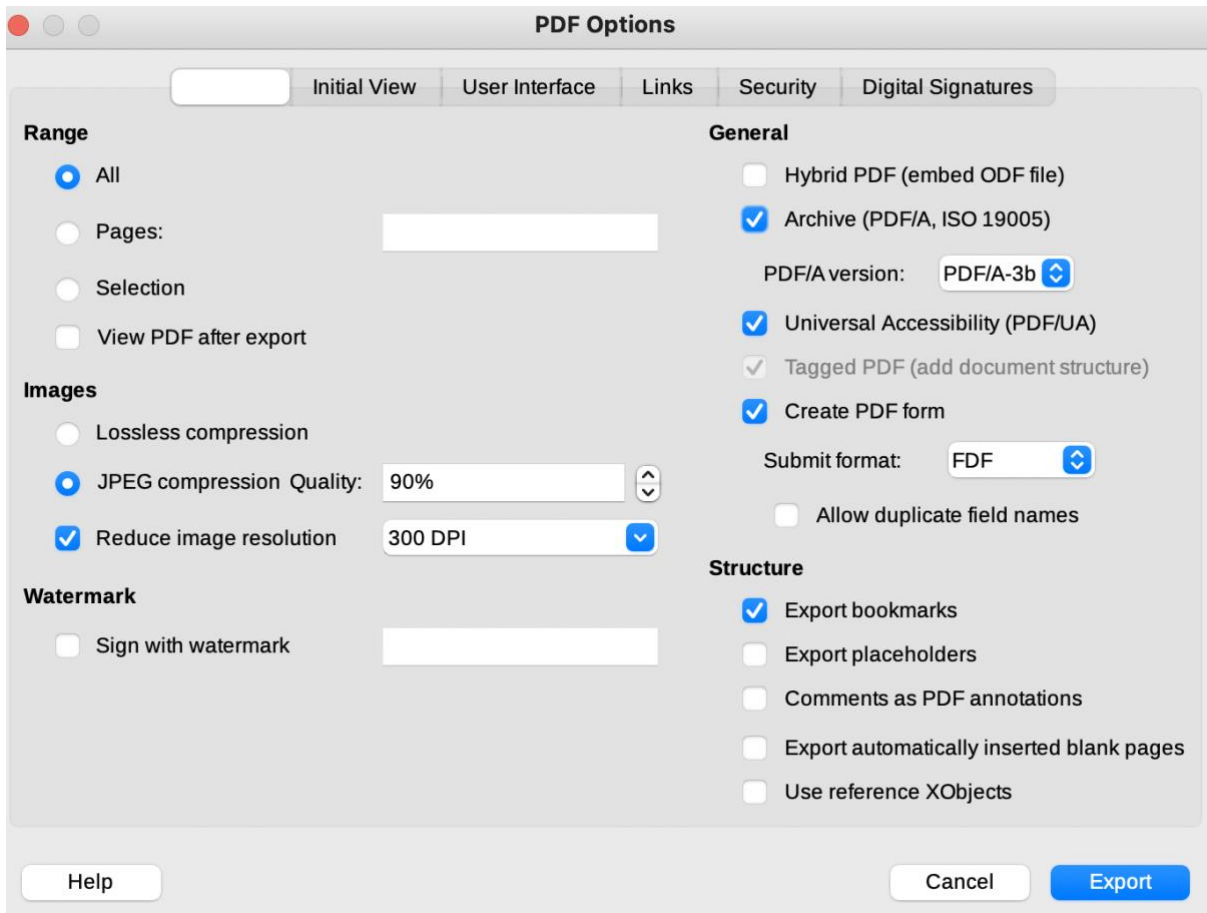 PDF Options
Initial View User Interface Links Security Digital Signatures
Range
All
Pages:
Selection
View PDF after export
Images
Lossless compression
JPEG compression Quality: 90%
Reduce image resolution 300 DPI
Watermark
Sign with watermark
General
Hybrid PDF (embed ODF file)
Archive (PDF/A, ISO 19005)
PDF/A version: PDF/A-3b
Universal Accessibility (PDF/UA)
Tagged PDF (add document structure)
Create PDF form
Submit format: FDF
Allow duplicate field names
Structure
Export bookmarks
Export placeholders
Comments as PDF annotations
Export automatically inserted blank pages
Use reference XObjects
Help Cancel Export